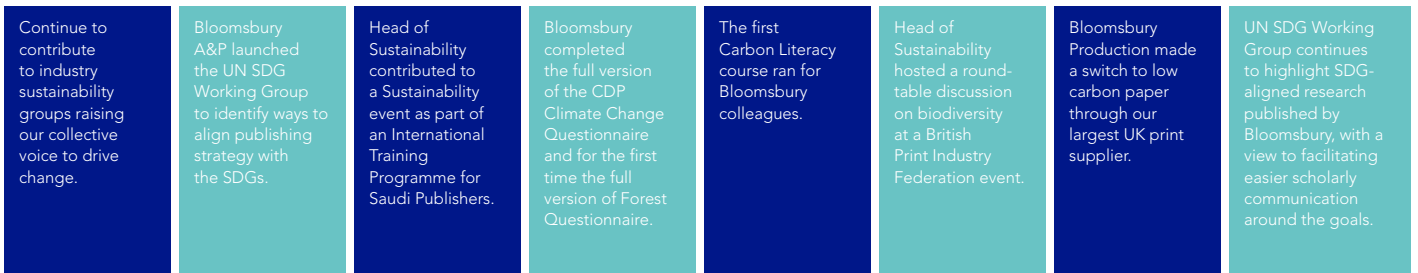 Continue to
contribute
to industry
sustainability
groups raising
our collective
voice to drive
change.
Bloomsbury
A&P launched
the UN SDG
Working Group
to identify ways to
align publishing
strategy with
the SDGs.
Head of
Sustainability
contributed to
a Sustainability
event as part of
an International
Training
Programme for
Saudi Publishers.
Bloomsbury
completed
the full version
of the CDP
Climate Change
Questionnaire
and for the first
time the full
version of Forest
Questionnaire.
The first
Carbon Literacy
course ran for
Bloomsbury
colleagues.
Head of
Sustainability
hosted a round-
table discussion
on biodiversity
at a British
Print Industry
Federation event.
Bloomsbury
Production made
a switch to low
carbon paper
through our
largest UK print
supplier.
UN SDG Working
Group continues
to highlight SDG-
aligned research
published by
Bloomsbury, with a
view to facilitating
easier scholarly
communication
around the goals.